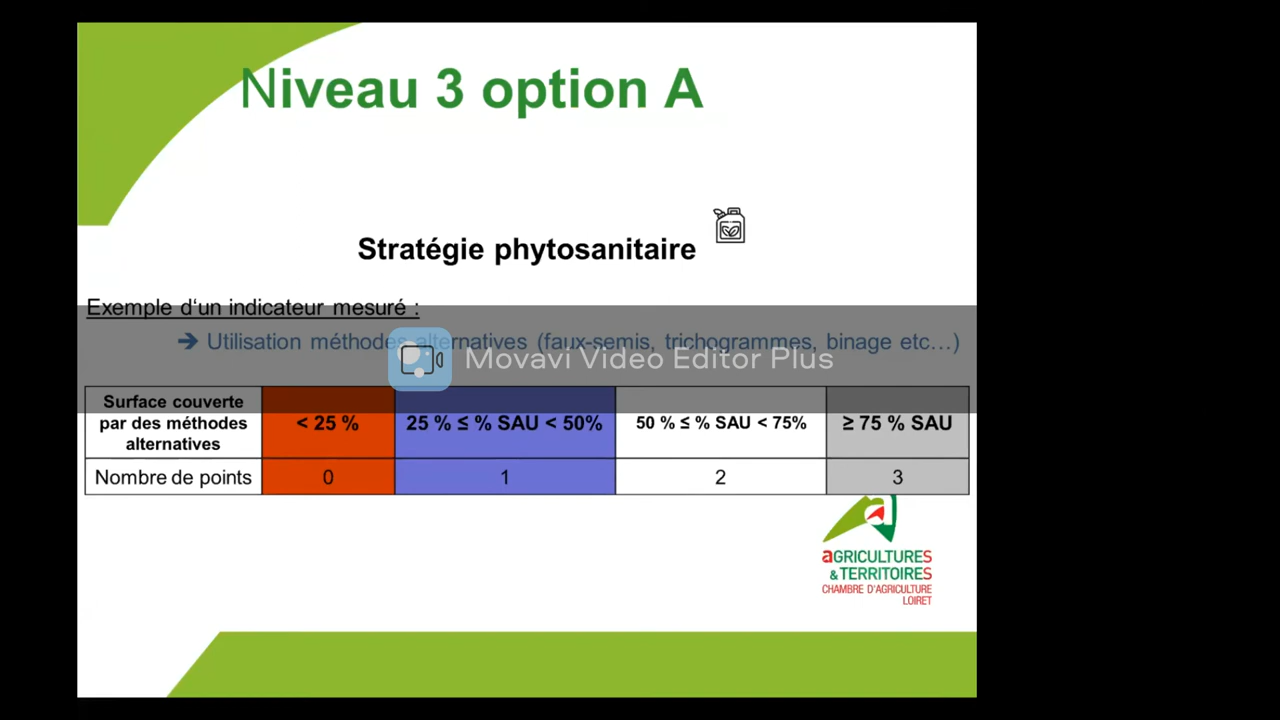 Niveau 3 option A
Stratégie phytosanitaire
Exemple d'un indicateur mesuré :
➔ Utilisation méthodes alternatives (faux-semis, trichogrammes, binage etc…)
Movavi Video Editor Plus
Surface couverte par des méthodes alternatives
< 25 %
25 % ≤ % SAU < 50%
50 % ≤ % SAU < 75%
≥ 75 % SAU
Nombre de points
0
1
2
3
aGRICULTURES
& TERRITOIRES
CHAMBRE D'AGRICULTURE
LOIRET